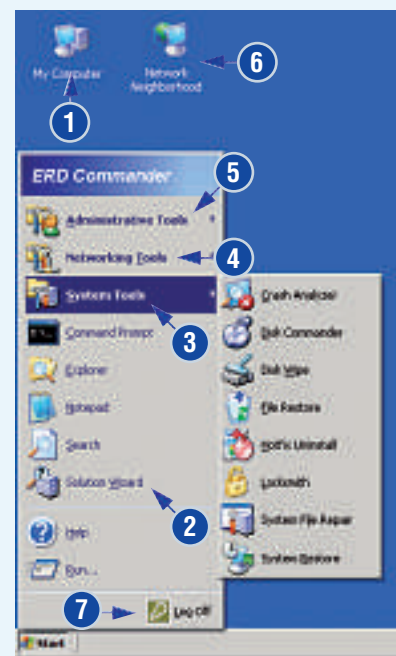 My Computer
Network
Neighborhood
6
1
ERD Commander
5
Administrative Tools
Networking Tools
4
System Tools
3
Command Prompt
Explorer
Notepad
Search
Solution Wizard
2
Help
Run...
7
Log Off
Start
Crash Analyzer
Disk Commander
Disk Wipe
File Restore
Hotfix Uninstall
Locksmith
System File Repair
System Restore